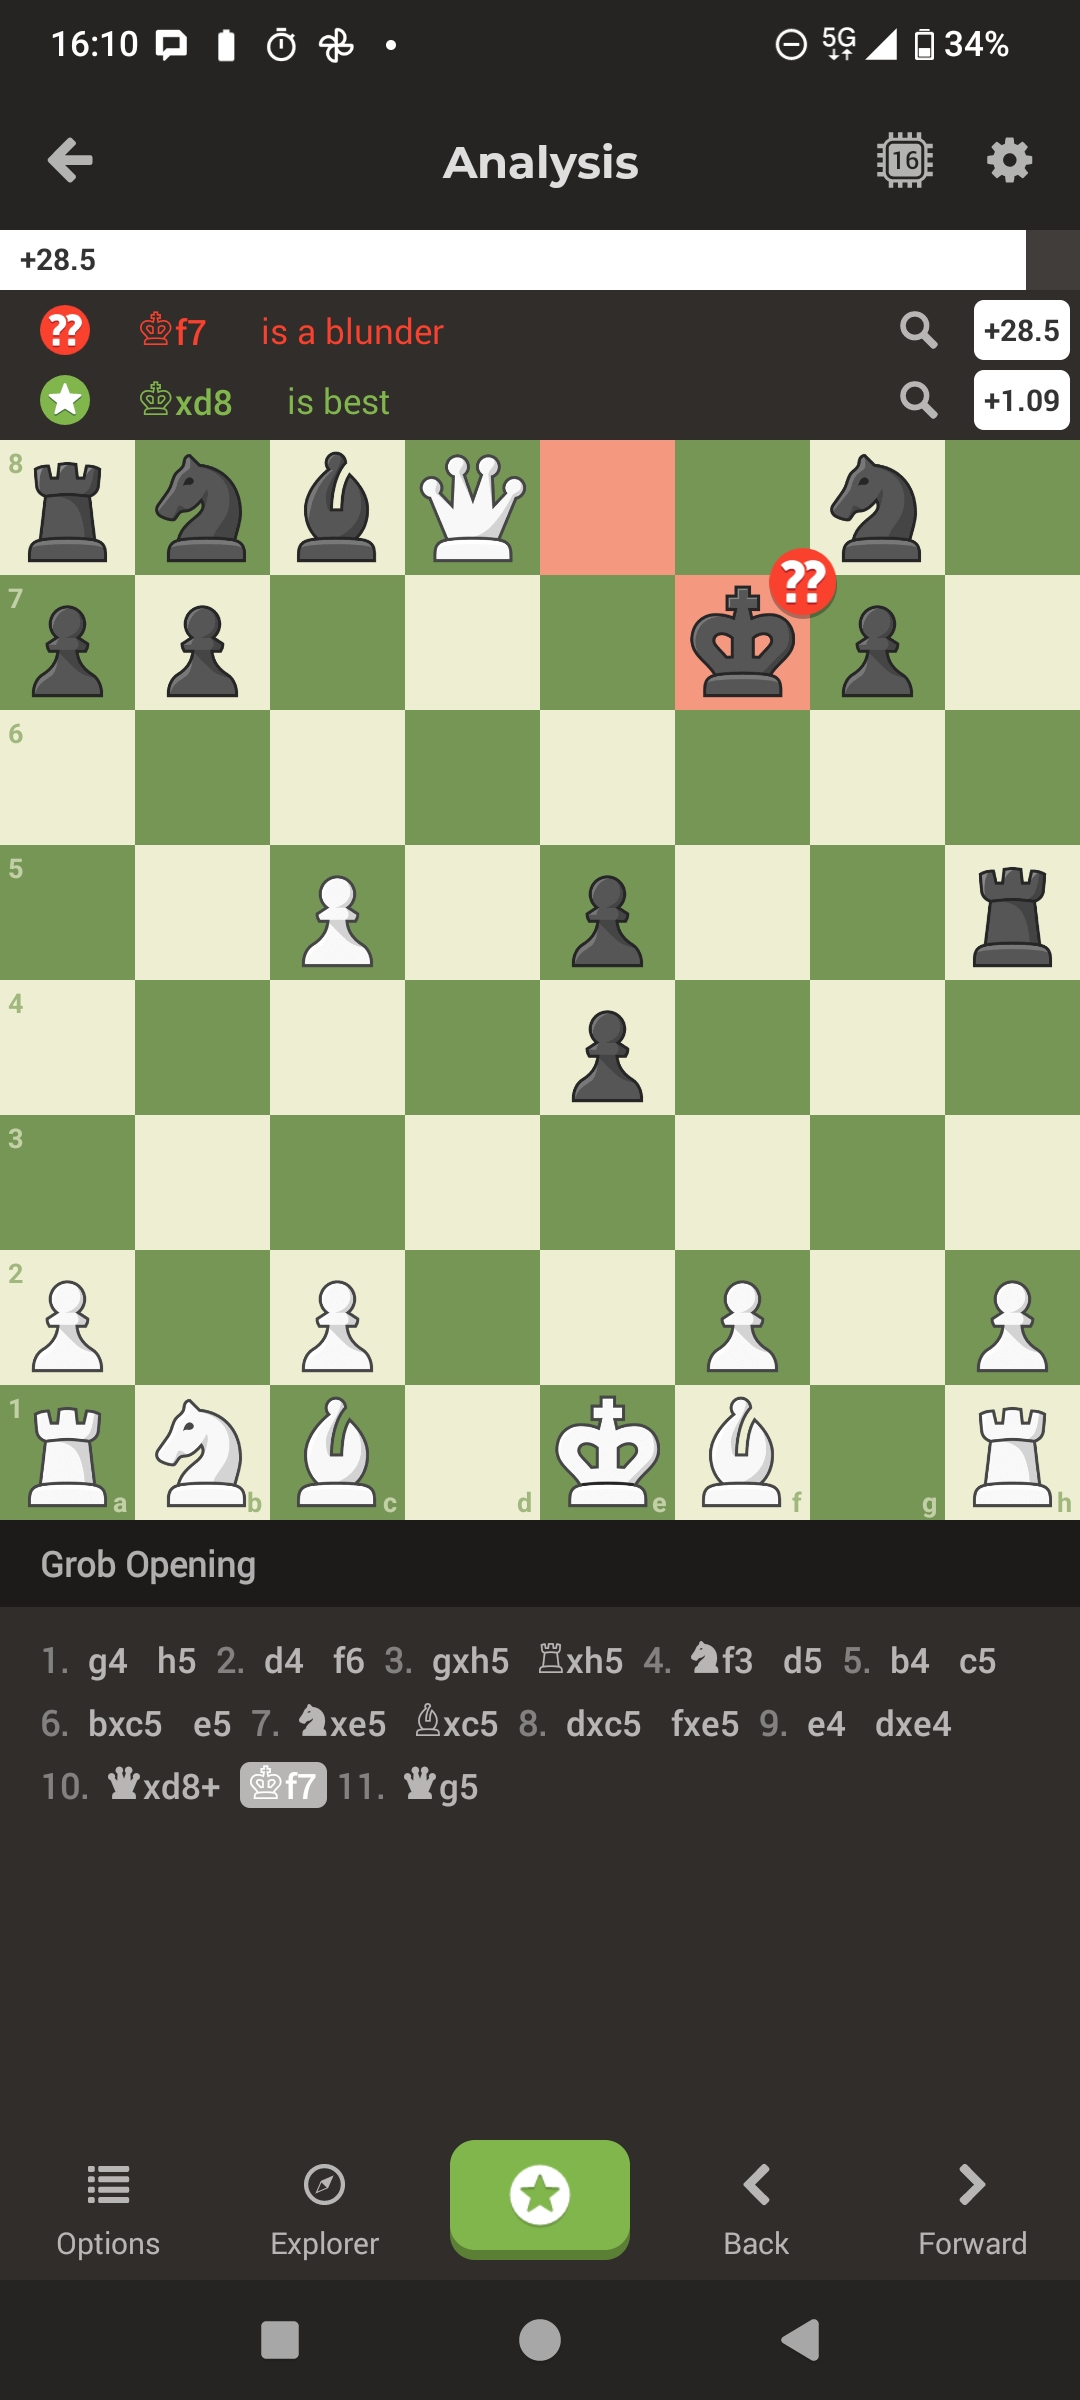 16:10 5G 34%
Analysis 16
+28.5
?? ♔f7 is a blunder +28.5
♔xd8 is best +1.09
8
??
7
6
5
4
3
2
1 a b c d e f g h
Grob Opening
1. g4 h5 2. d4 f6 3. gxh5 ♖xh5 4. ♞f3 d5 5. b4 c5
6. bxc5 e5 7. ♞xe5 ♗xc5 8. dxc5 fxe5 9. e4 dxe4
10. ♛xd8+ ♔f7 11. ♛g5
Options Explorer Back Forward